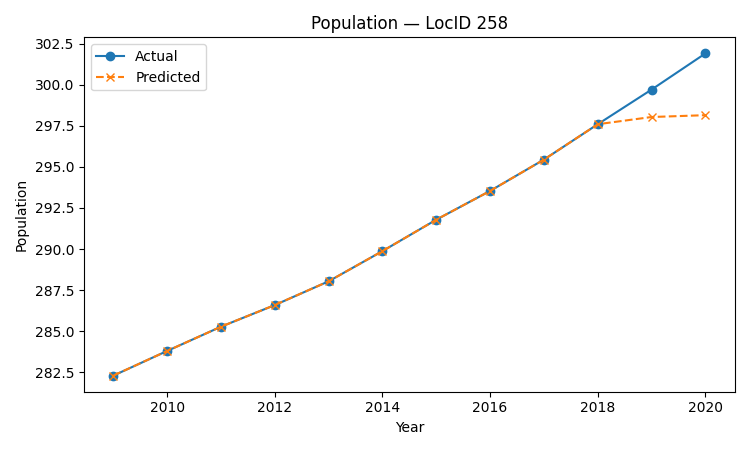 Population — LocID 258
Actual
Predicted
Population
302.5
300.0
297.5
295.0
292.5
290.0
287.5
285.0
282.5
2010 2012 2014 2016 2018 2020
Year